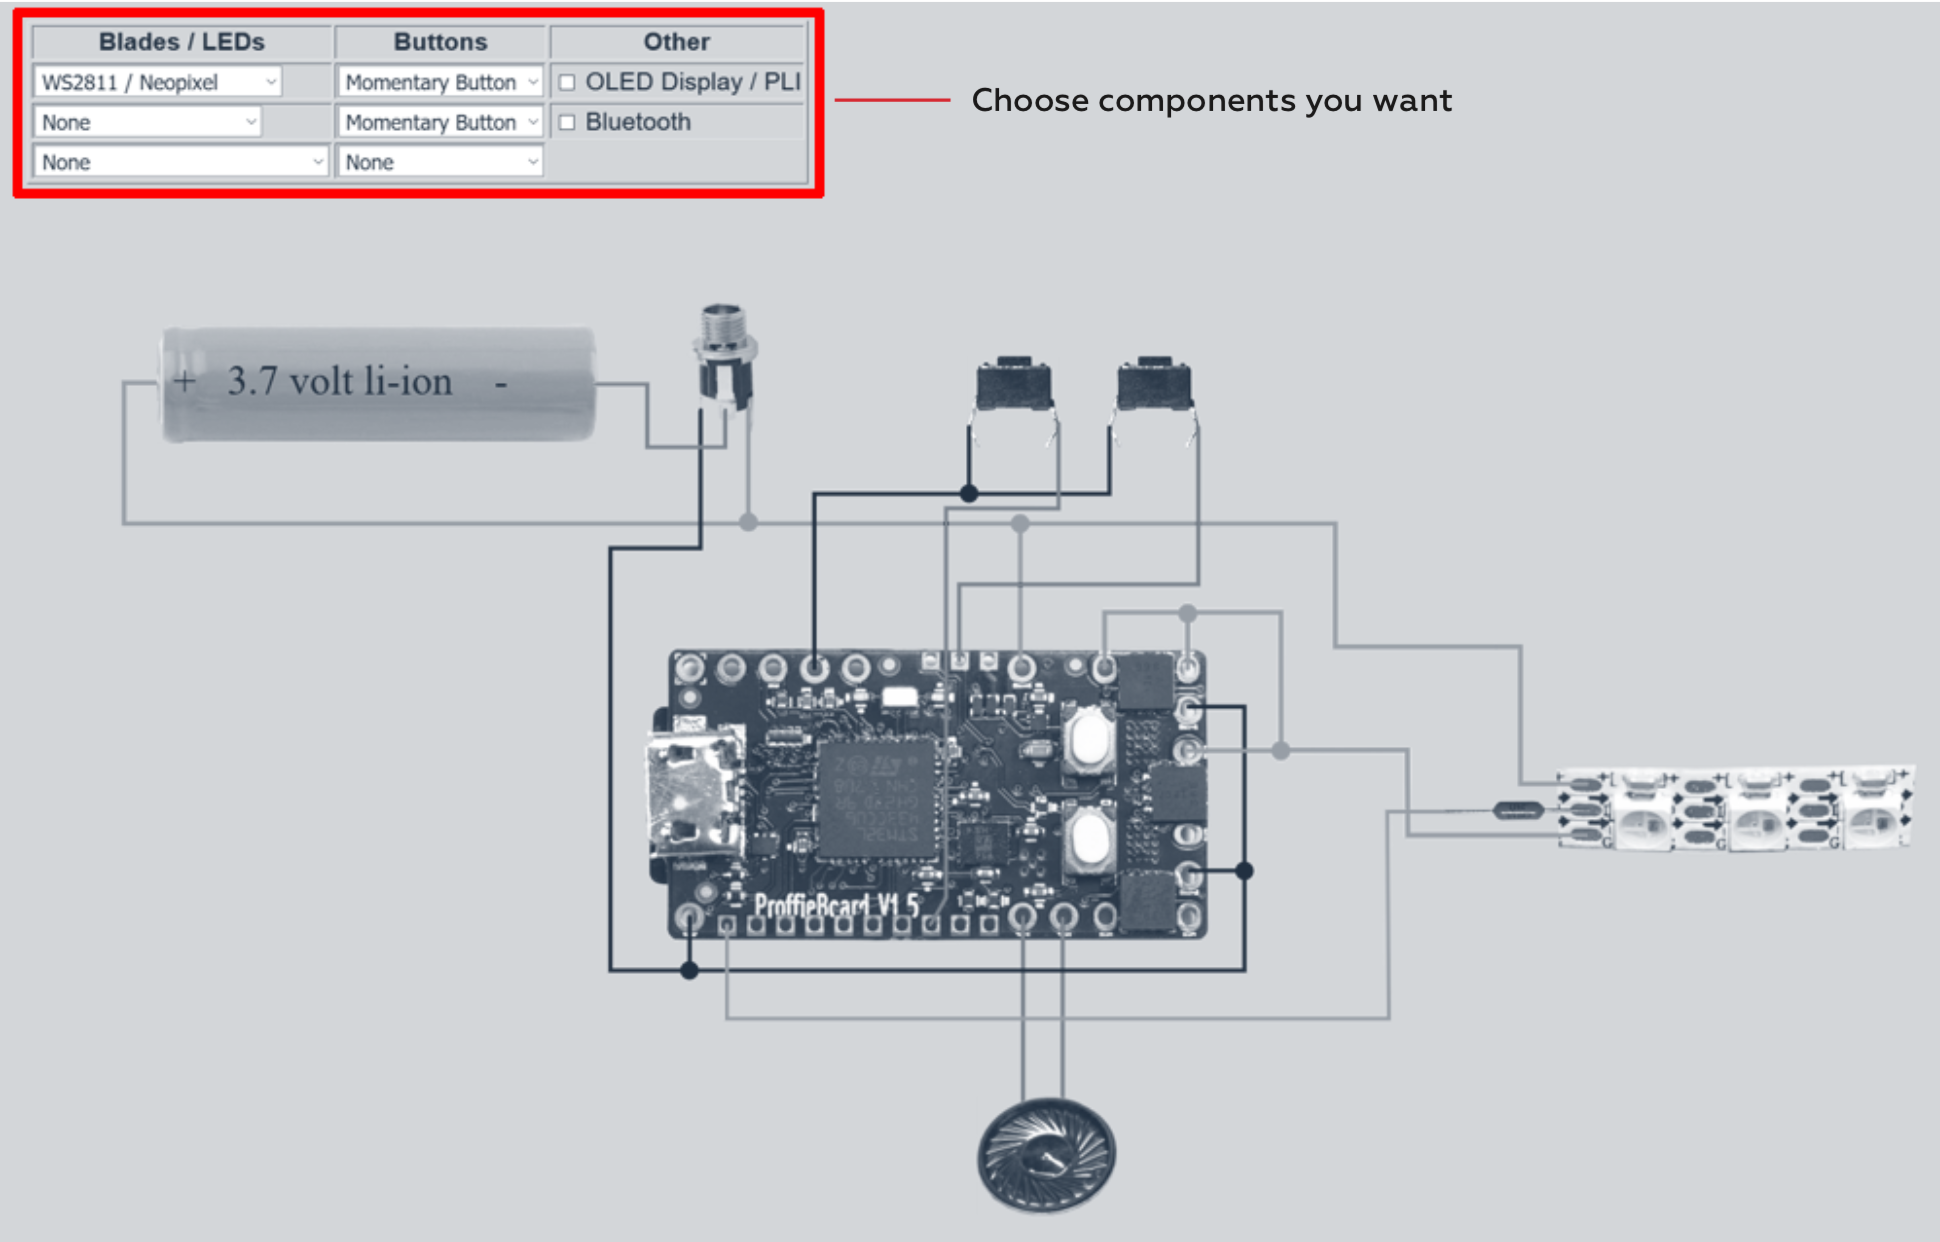 Blades / LEDs Buttons Other
WS2811 / Neopixel Momentary Button OLED Display / PLI
None Momentary Button Bluetooth
None None
Choose components you want
+ 3.7 volt li-ion -
ProffieBoard V1.5